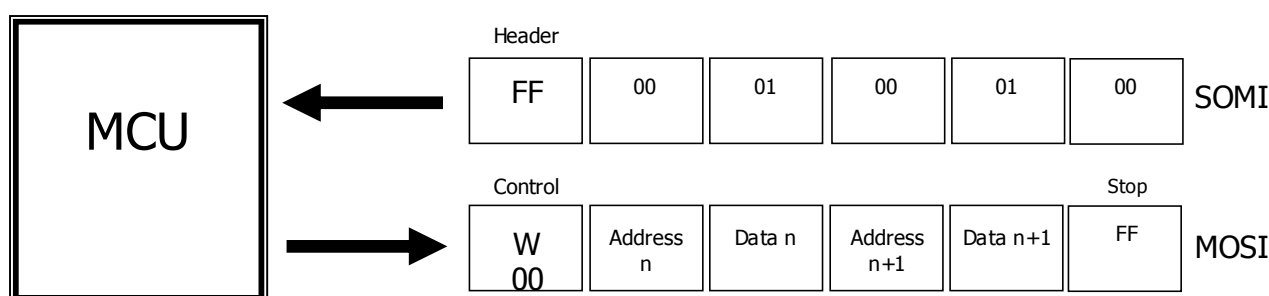 Header
FF 00 01 00 01 00 SOMI
MCU
Control Stop
W
00 Address
n Data n Address
n+1 Data n+1 FF MOSI